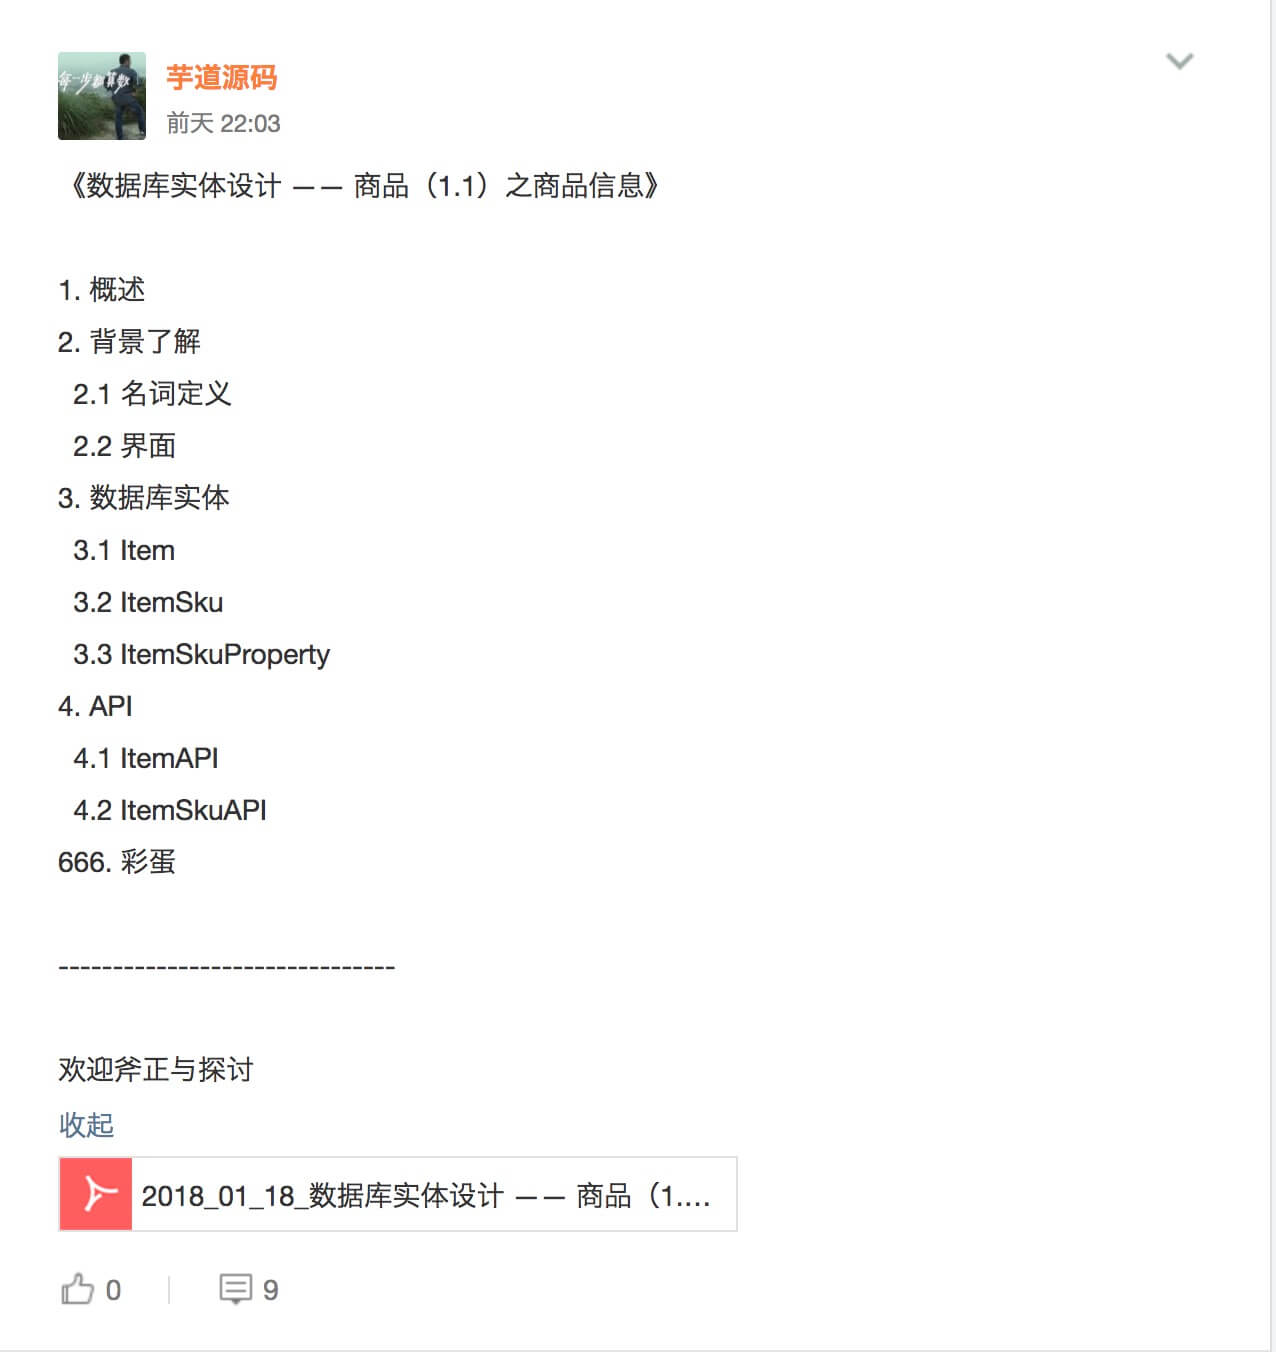 每一步都算数
芋道源码
前天 22:03
《数据库实体设计 —— 商品（1.1）之商品信息》
1. 概述
2. 背景了解
2.1 名词定义
2.2 界面
3. 数据库实体
3.1 Item
3.2 ItemSku
3.3 ItemSkuProperty
4. API
4.1 ItemAPI
4.2 ItemSkuAPI
666. 彩蛋
-------------------------------
欢迎斧正与探讨
收起
2018_01_18_数据库实体设计 —— 商品（1....
0
9